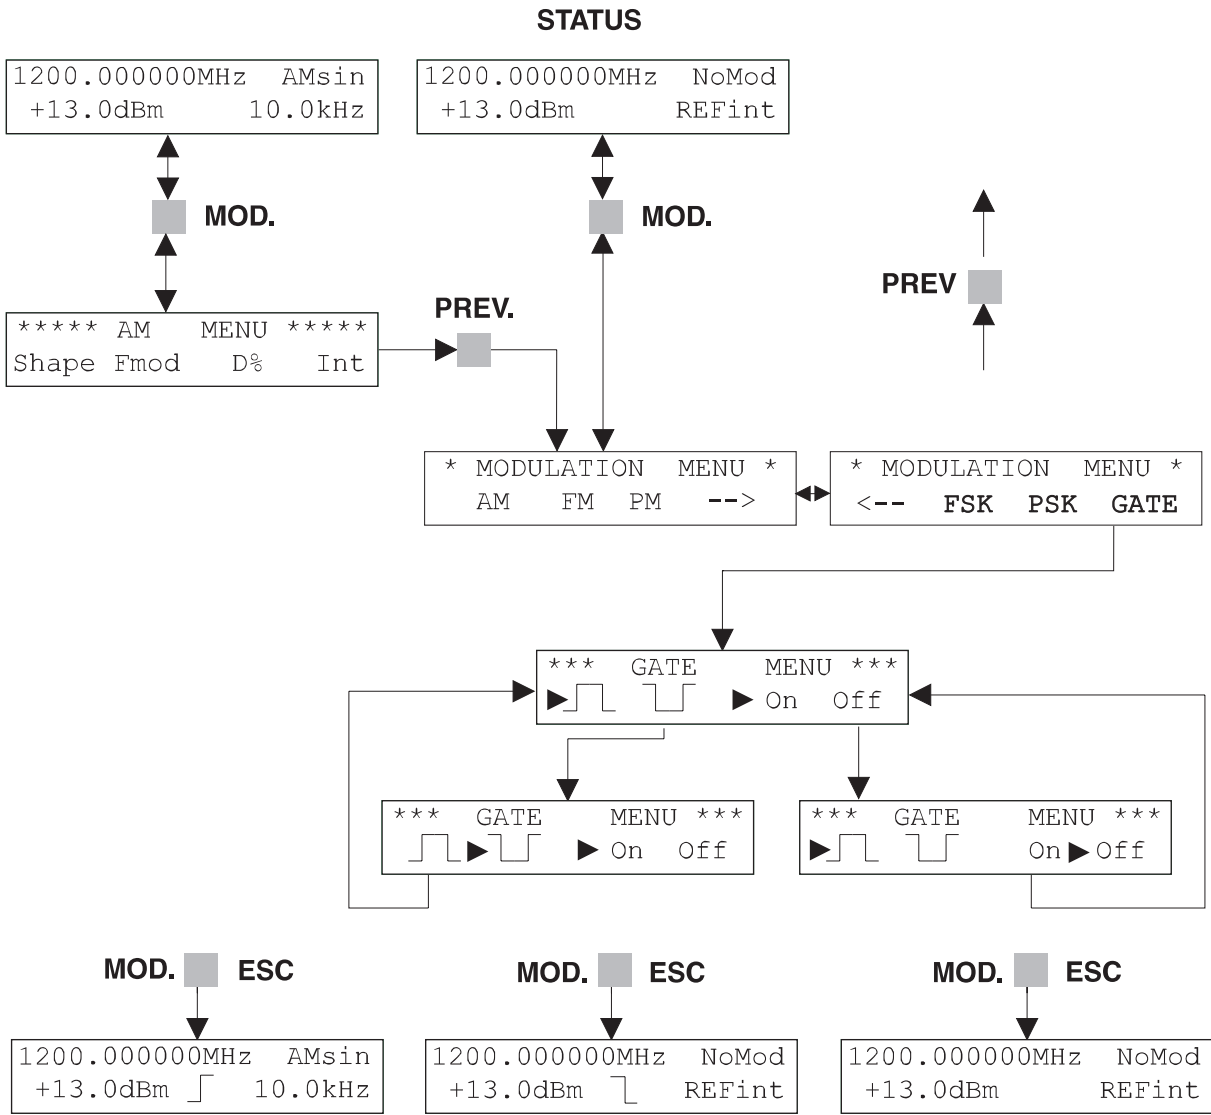 STATUS
1200.000000MHz AMsin
+13.0dBm 10.0kHz
1200.000000MHz NoMod
+13.0dBm REFint
MOD.
MOD.
PREV
PREV.
***** AM MENU *****
Shape Fmod D% Int
* MODULATION MENU *
AM FM PM -->
* MODULATION MENU *
<-- FSK PSK GATE
*** GATE MENU ***
On Off
*** GATE MENU ***
On Off
*** GATE MENU ***
On Off
MOD. ESC
MOD. ESC
MOD. ESC
1200.000000MHz AMsin
+13.0dBm 10.0kHz
1200.000000MHz NoMod
+13.0dBm REFint
1200.000000MHz NoMod
+13.0dBm REFint